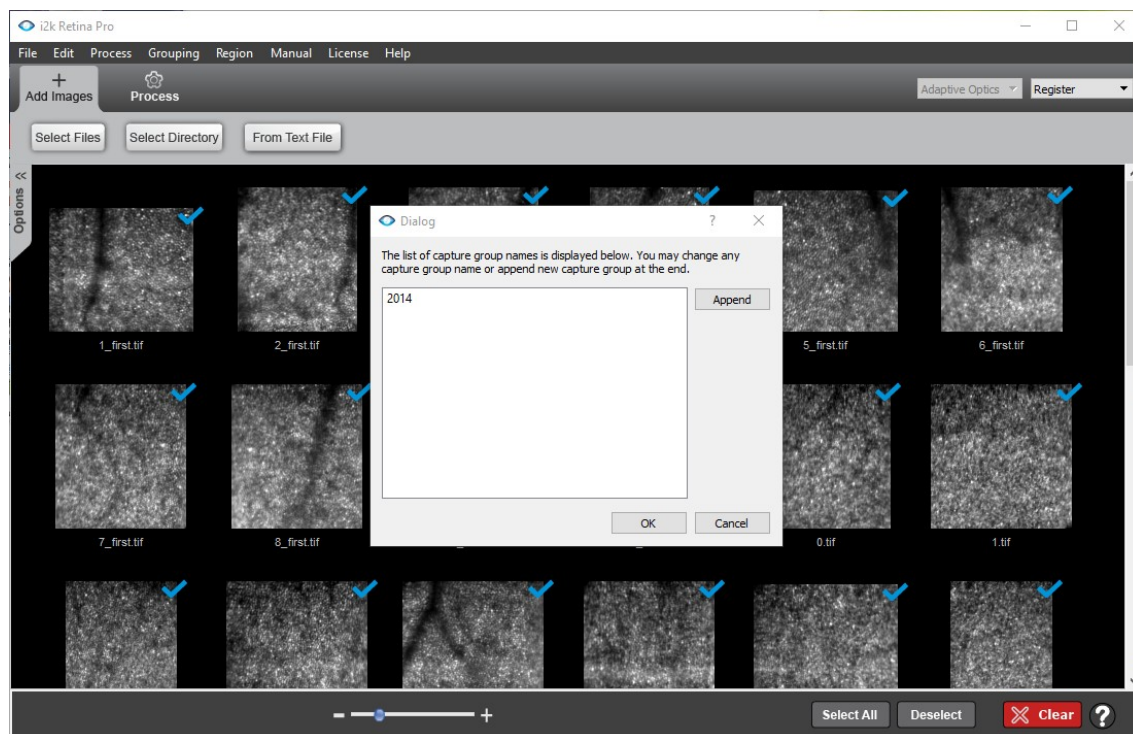 i2k Retina Pro
File Edit Process Grouping Region Manual License Help
Add Images
Process
Adaptive Optics
Register
Select Files
Select Directory
From Text File
Options
Dialog
The list of capture group names is displayed below. You may change any
capture group name or append new capture group at the end.
2014
Append
OK
Cancel
1_first.tif
2_first.tif
5_first.tif
6_first.tif
7_first.tif
8_first.tif
0.tif
1.tif
Select All
Deselect
Clear
?